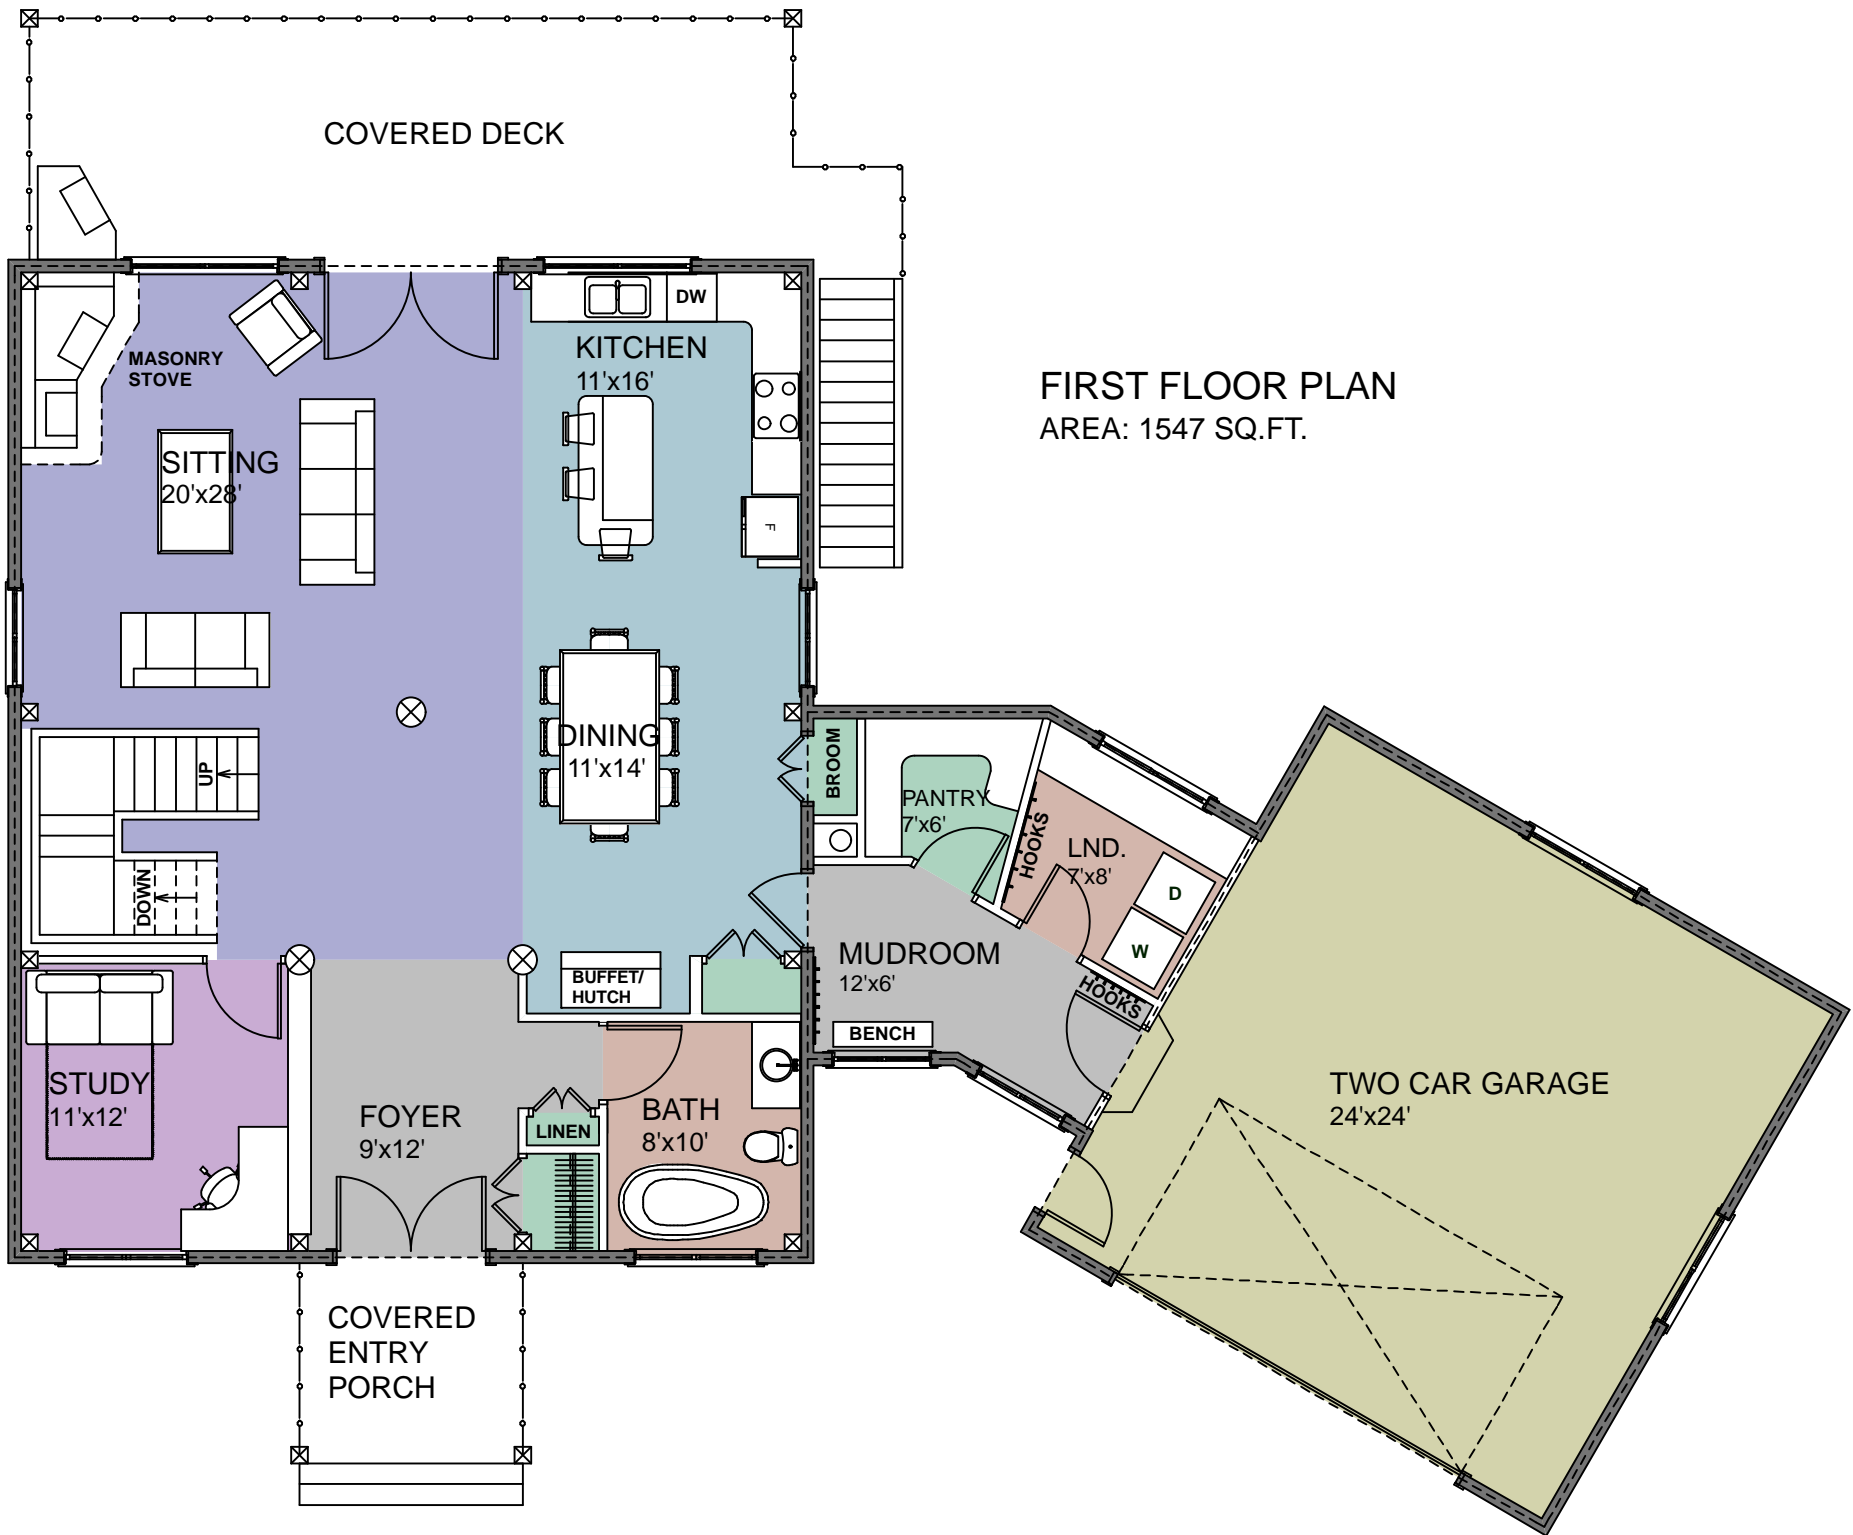 COVERED DECK
DW
KITCHEN
11'x16'
MASONRY
STOVE
FIRST FLOOR PLAN
AREA: 1547 SQ.FT.
SITTING
20'x28'
F
DINING
11'x14'
UP
BROOM
PANTRY
7'x6'
HOOKS
LND.
7'x8'
D
W
DOWN
MUDROOM
12'x6'
HOOKS
BUFFET/
HUTCH
BENCH
STUDY
11'x12'
FOYER
9'x12'
LINEN
BATH
8'x10'
TWO CAR GARAGE
24'x24'
COVERED
ENTRY
PORCH